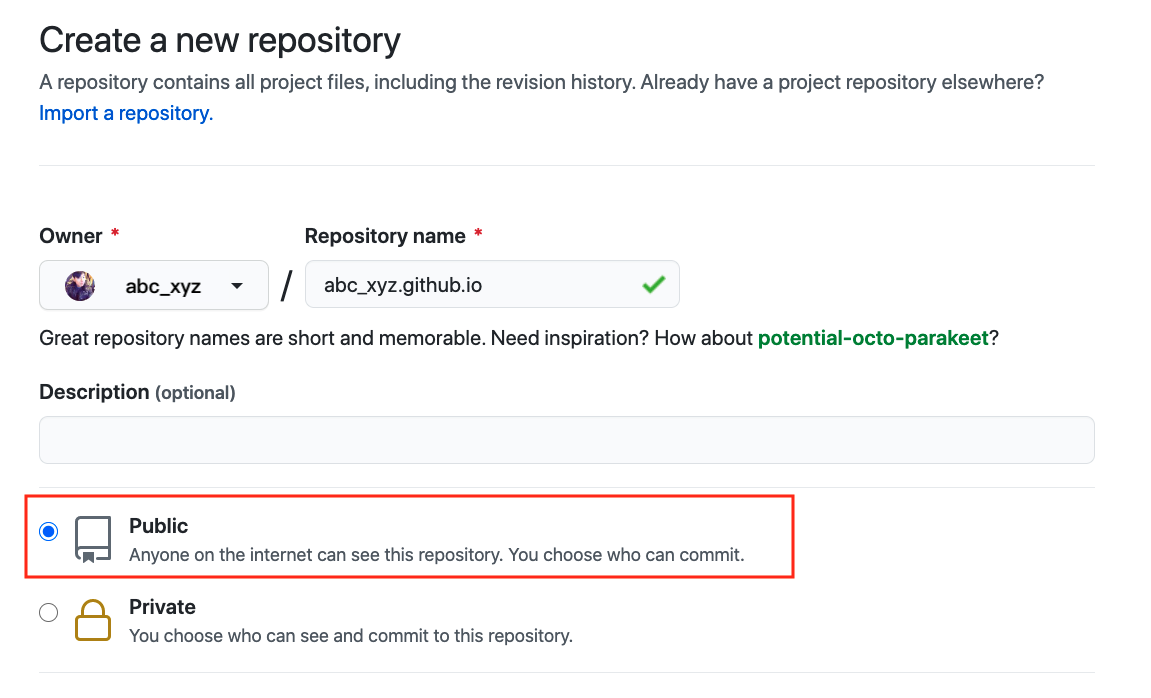 Create a new repository
A repository contains all project files, including the revision history. Already have a project repository elsewhere?
Import a repository.
Owner *
Repository name *
abc_xyz / abc_xyz.github.io
Great repository names are short and memorable. Need inspiration? How about potential-octo-parakeet?
Description (optional)
Public
Anyone on the internet can see this repository. You choose who can commit.
Private
You choose who can see and commit to this repository.